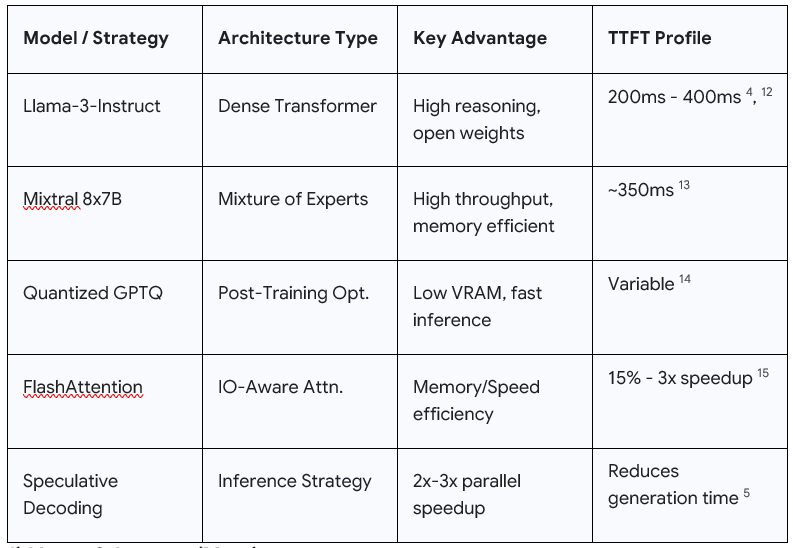 Model / Strategy
Architecture Type
Key Advantage
TTFT Profile
Llama-3-Instruct
Dense Transformer
High reasoning,
open weights
200ms - 400ms 4, 12
Mixtral 8x7B
Mixture of Experts
High throughput,
memory efficient
~350ms 13
Quantized GPTQ
Post-Training Opt.
Low VRAM, fast
inference
Variable 14
FlashAttention
IO-Aware Attn.
Memory/Speed
efficiency
15% - 3x speedup 15
Speculative
Decoding
Inference Strategy
2x-3x parallel
speedup
Reduces
generation time 5